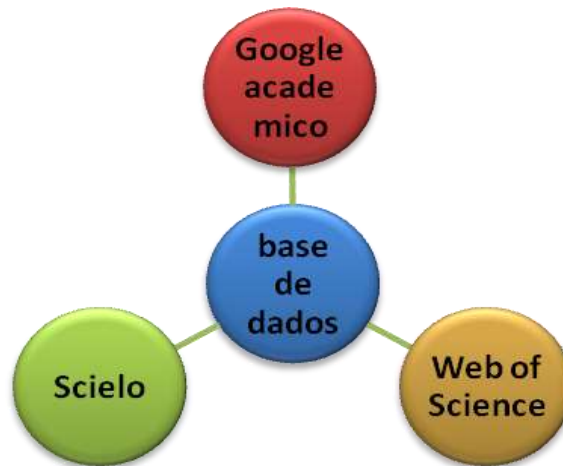 Google
acade
mico
base
de
dados
Scielo
Web of
Science